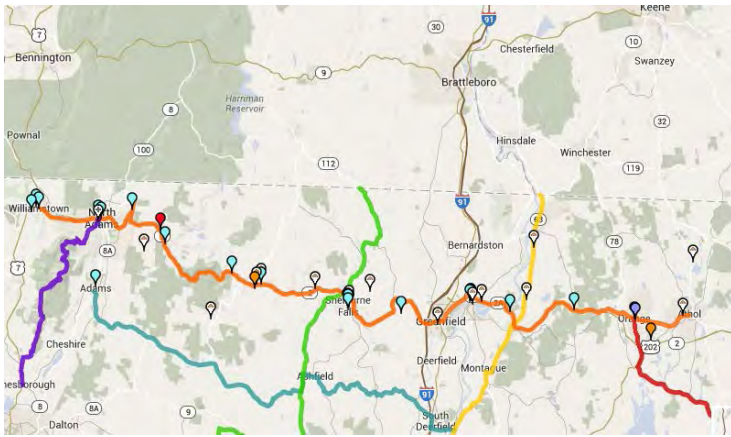 Keene
7
30
91
Chesterfield
10
Bennington
Swanzey
9
Brattleboro
8
Harriman
Reservoir
32
Pownal
Hinsdale
100
Winchester
112
119
Williamstown
91
North
Adams
63
8A
Bernardston
78
7
Adams
Shelburne
Falls
2A
Greenfield
Orange
Athol
Cheshire
Deerfield
202
2
Montague
Ashfield
8
8A
9
91
South
Deerfield
Dalton